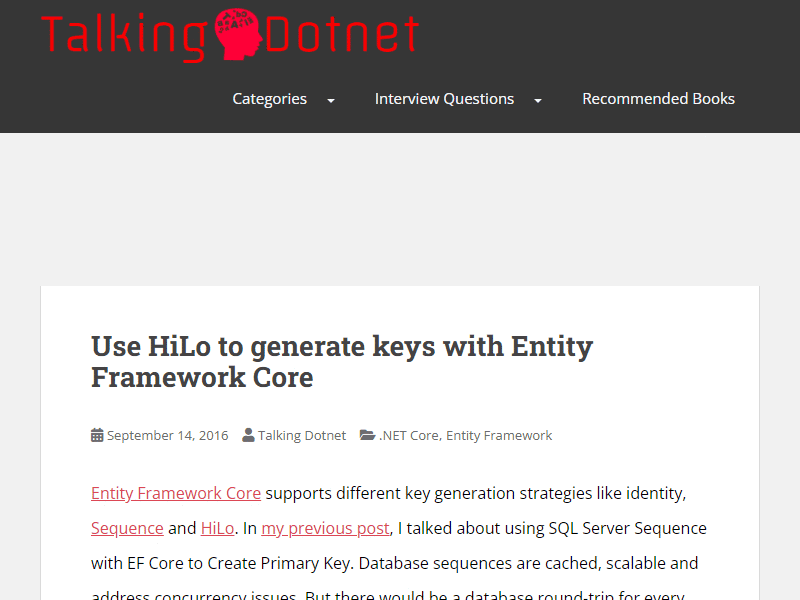 Talking Dotnet
Categories
Interview Questions
Recommended Books
Use HiLo to generate keys with Entity
Framework Core
September 14, 2016 Talking Dotnet .NET Core, Entity Framework
Entity Framework Core supports different key generation strategies like identity,
Sequence and HiLo. In my previous post, I talked about using SQL Server Sequence
with EF Core to Create Primary Key. Database sequences are cached, scalable and
address concurrency issues. But there would be a database round-trip for every